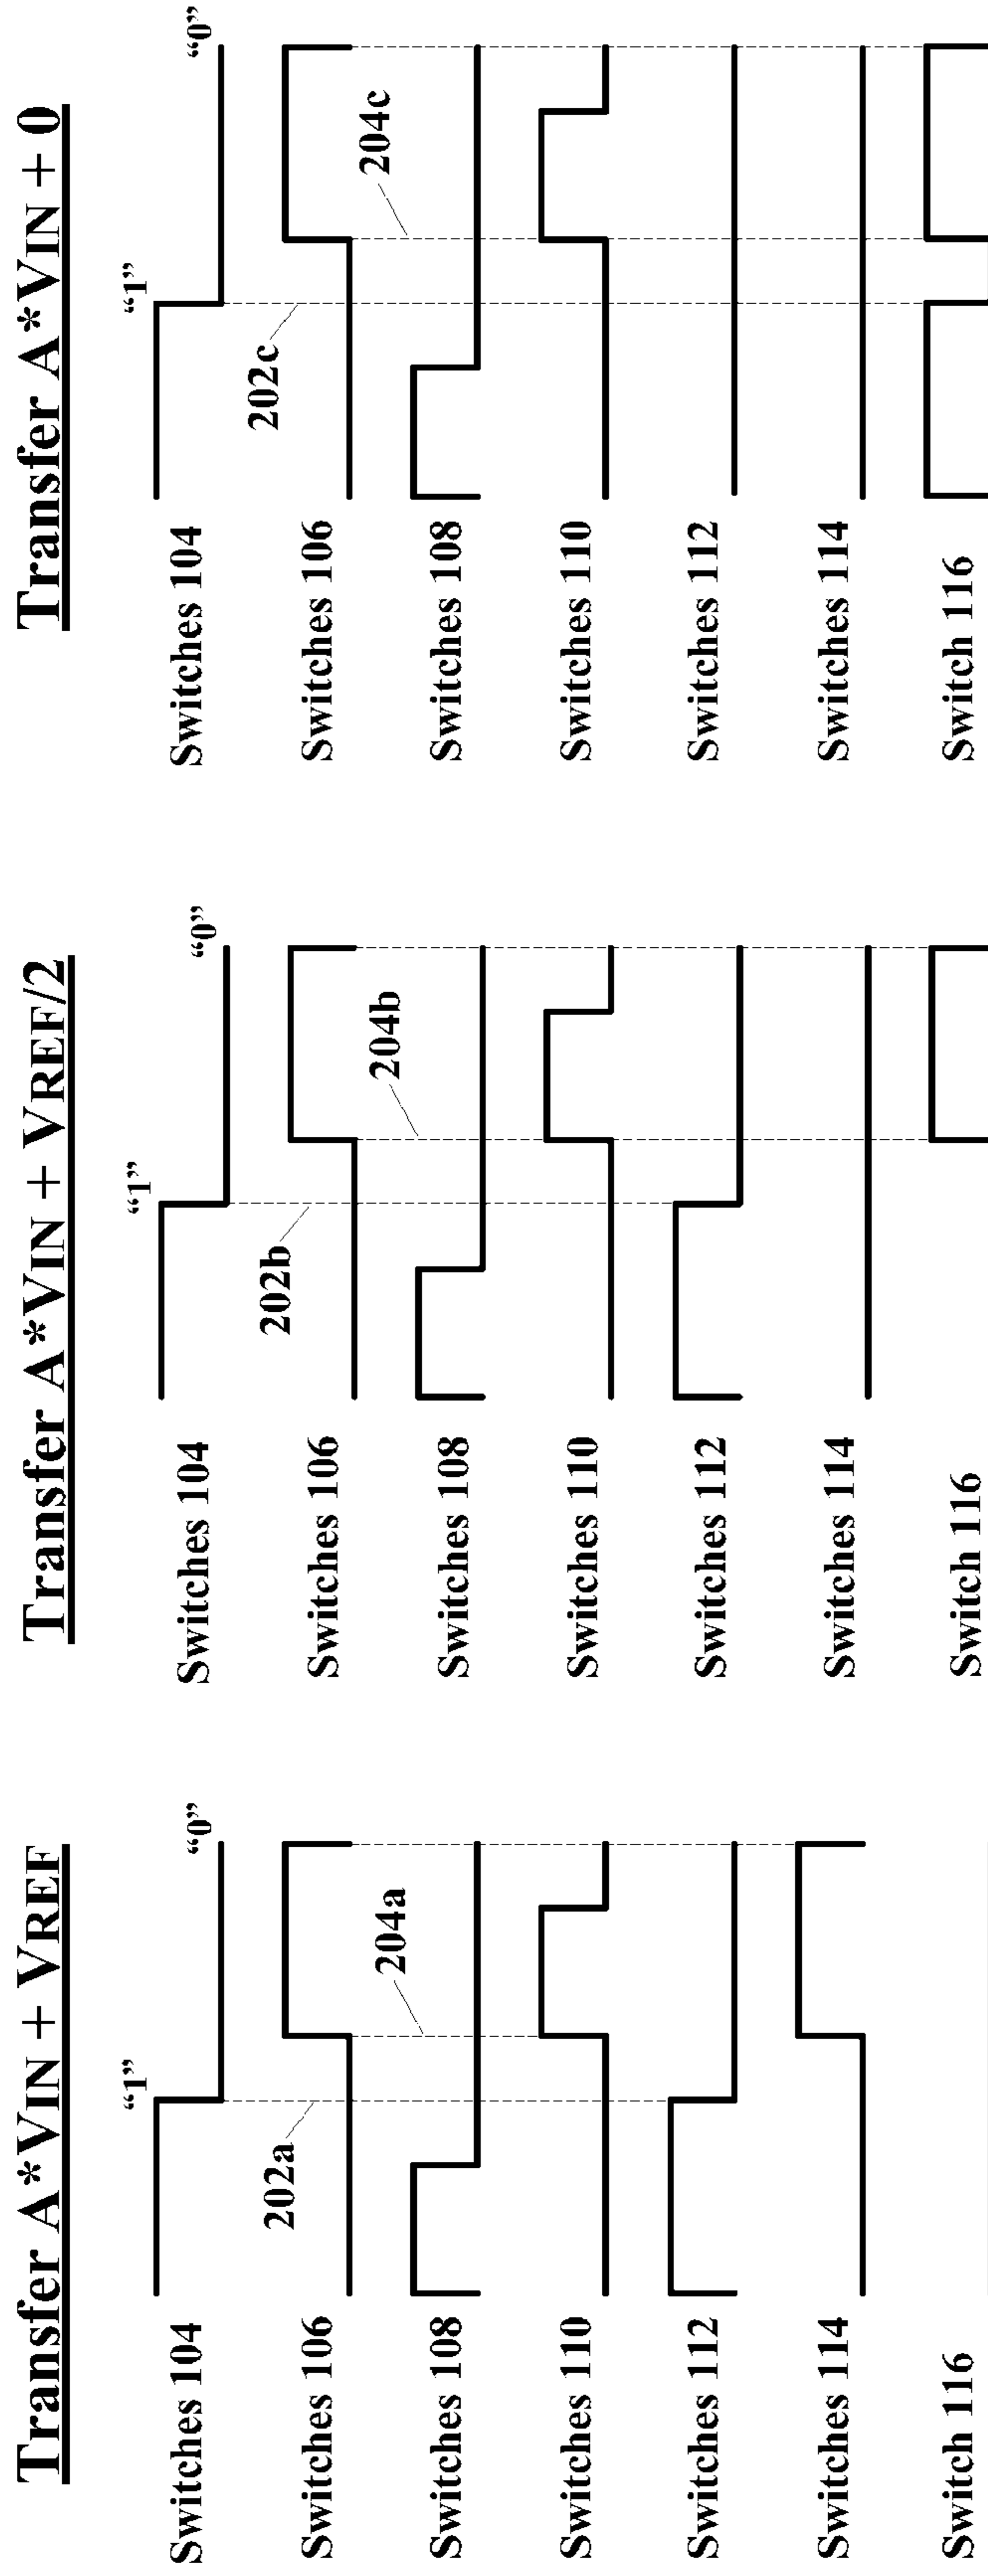 Transfer A*VIN + VREF
"1"
"0"
Switches 104
202a
Switches 106
204a
Switches 108
Switches 110
Switches 112
Switches 114
Switch 116
Transfer A*VIN + VREF/2
"1"
"0"
Switches 104
202b
Switches 106
204b
Switches 108
Switches 110
Switches 112
Switches 114
Switch 116
Transfer A*VIN + 0
"1"
"0"
Switches 104
202c
Switches 106
204c
Switches 108
Switches 110
Switches 112
Switches 114
Switch 116